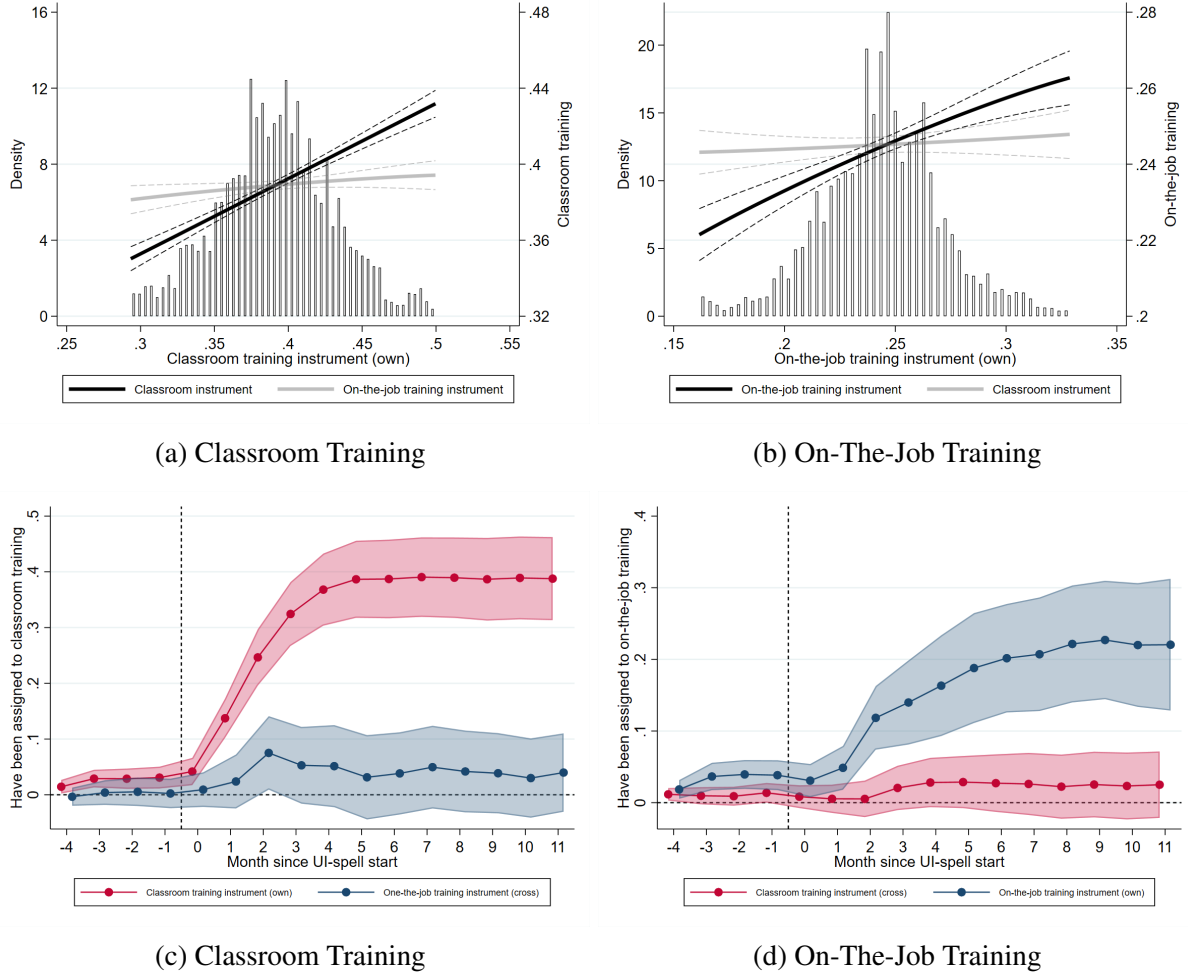 16
12
8
4
0
Density
.48
.44
.4
.36
.32
Classroom training
.25 .3 .35 .4 .45 .5 .55
Classroom training instrument (own)
Classroom instrument On-the-job training instrument
(a) Classroom Training
20
15
10
5
0
Density
.28
.26
.24
.22
.2
On-the-job training
.15 .2 .25 .3 .35
On-the-job training instrument (own)
On-the-job training instrument Classroom instrument
(b) On-The-Job Training
.5
.4
.3
.2
.1
0
Have been assigned to classroom training
-4 -3 -2 -1 0 1 2 3 4 5 6 7 8 9 10 11
Month since UI-spell start
Classroom training instrument (own) One-the-job training instrument (cross)
(c) Classroom Training
.4
.3
.2
.1
0
Have been assigned to on-the-job training
-4 -3 -2 -1 0 1 2 3 4 5 6 7 8 9 10 11
Month since UI-spell start
Classroom training instrument (cross) On-the-job training instrument (own)
(d) On-The-Job Training